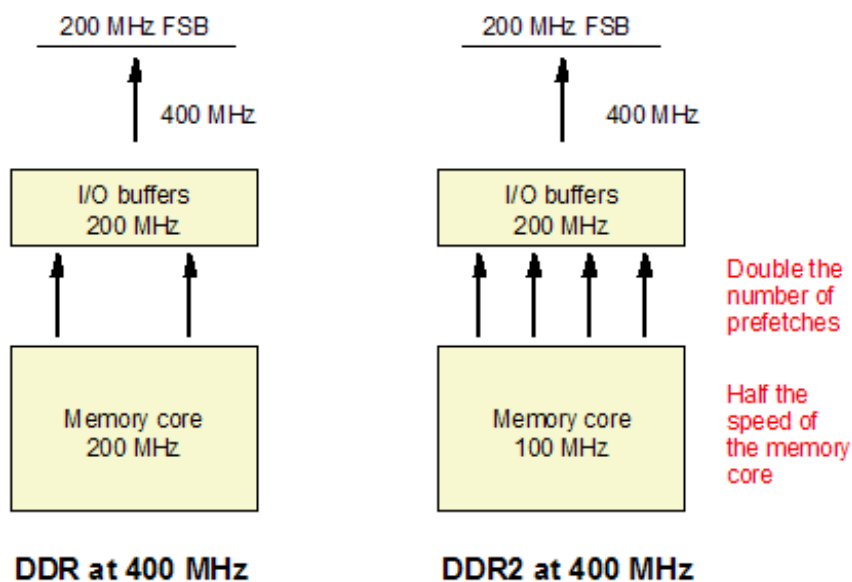 200 MHz FSB
400 MHz
I/O buffers
200 MHz
Memory core
200 MHz
DDR at 400 MHz
200 MHz FSB
400 MHz
I/O buffers
200 MHz
Double the
number of
prefetches
Memory core
100 MHz
Half the
speed of
the memory
core
DDR2 at 400 MHz